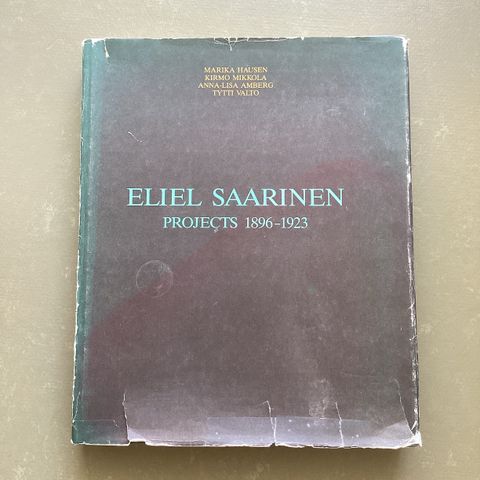 MARIKA HAUSEN
KIRMO MIKKOLA
ANNA-LISA AMBERG
TYTTI VALTO
ELIEL SAARINEN
PROJECTS 1896–1923